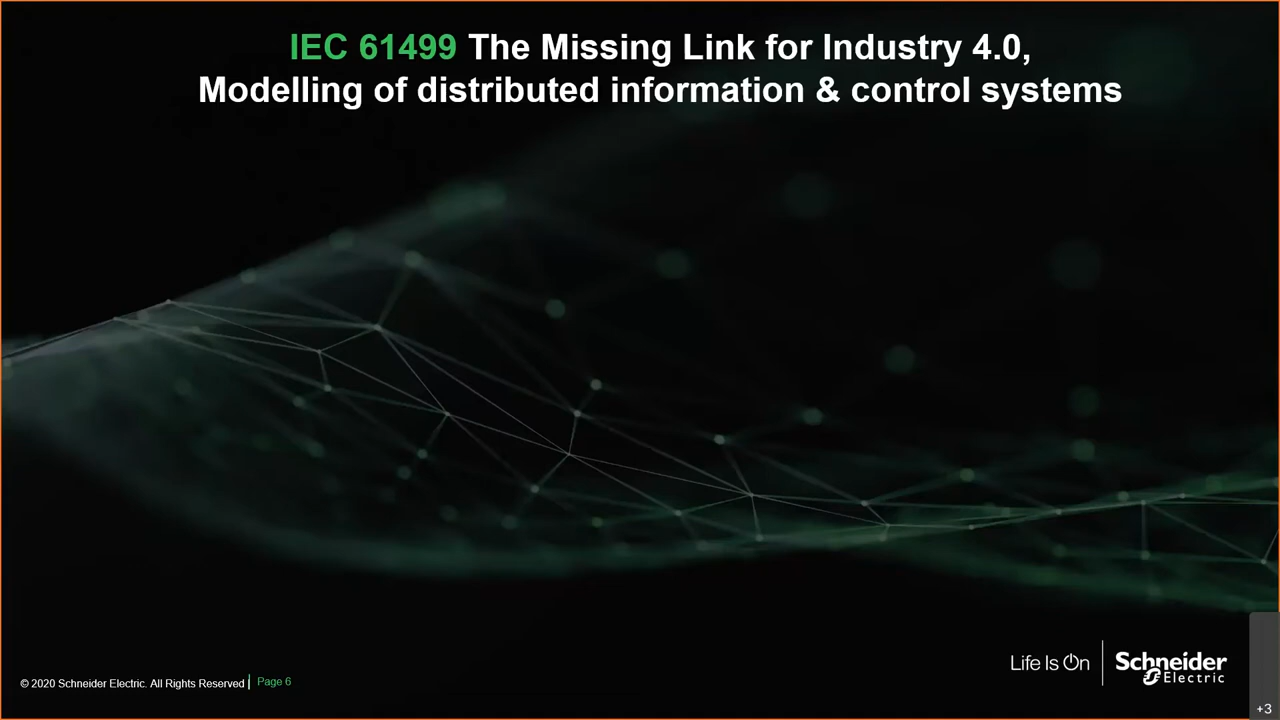 IEC 61499 The Missing Link for Industry 4.0,
Modelling of distributed information & control systems
© 2020 Schneider Electric. All Rights Reserved | Page 6
Life Is On | Schneider
Electric
+3